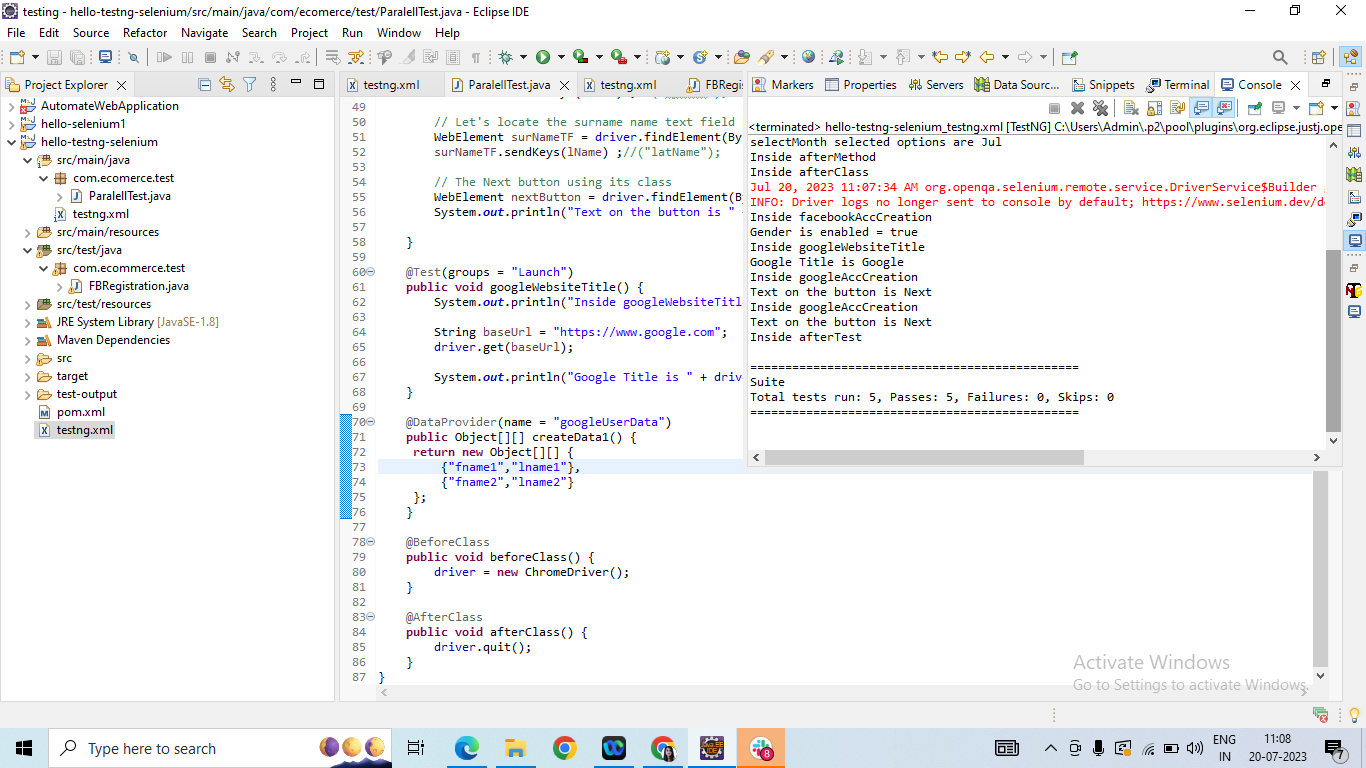 testing - hello-testng-selenium/src/main/java/com/ecomerce/test/ParalellTest.java - Eclipse IDE
File Edit Source Refactor Navigate Search Project Run Window Help
Project Explorer
AutomateWebApplication
hello-selenium1
hello-testng-selenium
src/main/java
com.ecomerce.test
ParalellTest.java
testng.xml
src/main/resources
src/test/java
com.ecommerce.test
FBRegistration.java
src/test/resources
JRE System Library [JavaSE-1.8]
Maven Dependencies
src
target
test-output
pom.xml
testng.xml
testng.xml ParalellTest.java testng.xml FBRegis
49
50 // Let's locate the surname name text field
51 WebElement surNameTF = driver.findElement(By
52 surNameTF.sendKeys(lName) ;//("latName");
53
54 // The Next button using its class
55 WebElement nextButton = driver.findElement(B
56 System.out.println("Text on the button is "
57
58 }
59
60 @Test(groups = "Launch")
61 public void googleWebsiteTitle() {
62 System.out.println("Inside googleWebsiteTitl
63
64 String baseUrl = "https://www.google.com";
65 driver.get(baseUrl);
66
67 System.out.println("Google Title is " + driv
68 }
69
70 @DataProvider(name = "googleUserData")
71 public Object[][] createData1() {
72 return new Object[][] {
73 {"fname1","lname1"},
74 {"fname2","lname2"}
75 };
76 }
77
78 @BeforeClass
79 public void beforeClass() {
80 driver = new ChromeDriver();
81 }
82
83 @AfterClass
84 public void afterClass() {
85 driver.quit();
86 }
87 }
Markers Properties Servers Data Sourc... Snippets Terminal Console
<terminated> hello-testng-selenium_testng.xml [TestNG] C:\Users\Admin\.p2\pool\plugins\org.eclipse.justj.ope
selectMonth selected options are Jul
Inside afterMethod
Inside afterClass
Jul 20, 2023 11:07:34 AM org.openqa.selenium.remote.service.DriverService$Builder
INFO: Driver logs no longer sent to console by default; https://www.selenium.dev/d
Inside facebookAccCreation
Gender is enabled = true
Inside googleWebsiteTitle
Google Title is Google
Inside googleAccCreation
Text on the button is Next
Inside googleAccCreation
Text on the button is Next
Inside afterTest
===============================================
Suite
Total tests run: 5, Passes: 5, Failures: 0, Skips: 0
===============================================
Activate Windows
Go to Settings to activate Windows.
Type here to search
8
ENG
IN
11:08
20-07-2023
7